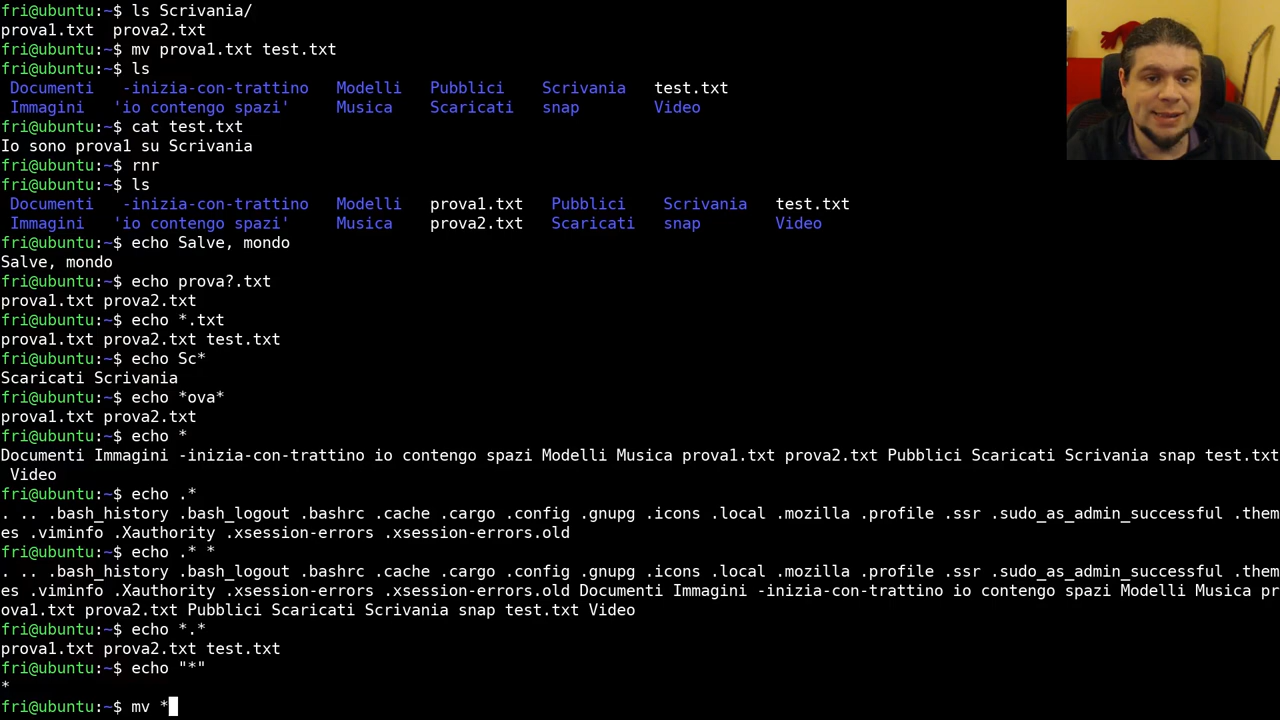 fri@ubuntu:~$ ls Scrivania/
prova1.txt  prova2.txt
fri@ubuntu:~$ mv prova1.txt test.txt
fri@ubuntu:~$ ls
 Documenti   -inizia-con-trattino   Modelli   Pubblici    Scrivania   test.txt
 Immagini   'io contengo spazi'     Musica    Scaricati   snap        Video
fri@ubuntu:~$ cat test.txt
Io sono prova1 su Scrivania
fri@ubuntu:~$ rnr
fri@ubuntu:~$ ls
 Documenti   -inizia-con-trattino   Modelli   prova1.txt   Pubblici    Scrivania   test.txt
 Immagini   'io contengo spazi'     Musica    prova2.txt   Scaricati   snap        Video
fri@ubuntu:~$ echo Salve, mondo
Salve, mondo
fri@ubuntu:~$ echo prova?.txt
prova1.txt prova2.txt
fri@ubuntu:~$ echo *.txt
prova1.txt prova2.txt test.txt
fri@ubuntu:~$ echo Sc*
Scaricati Scrivania
fri@ubuntu:~$ echo *ova*
prova1.txt prova2.txt
fri@ubuntu:~$ echo *
Documenti Immagini -inizia-con-trattino io contengo spazi Modelli Musica prova1.txt prova2.txt Pubblici Scaricati Scrivania snap test.txt
 Video
fri@ubuntu:~$ echo .*
. .. .bash_history .bash_logout .bashrc .cache .cargo .config .gnupg .icons .local .mozilla .profile .ssr .sudo_as_admin_successful .them
es .viminfo .Xauthority .xsession-errors .xsession-errors.old
fri@ubuntu:~$ echo .* *
. .. .bash_history .bash_logout .bashrc .cache .cargo .config .gnupg .icons .local .mozilla .profile .ssr .sudo_as_admin_successful .them
es .viminfo .Xauthority .xsession-errors .xsession-errors.old Documenti Immagini -inizia-con-trattino io contengo spazi Modelli Musica pr
ova1.txt prova2.txt Pubblici Scaricati Scrivania snap test.txt Video
fri@ubuntu:~$ echo *.*
prova1.txt prova2.txt test.txt
fri@ubuntu:~$ echo "*"
*
fri@ubuntu:~$ mv *